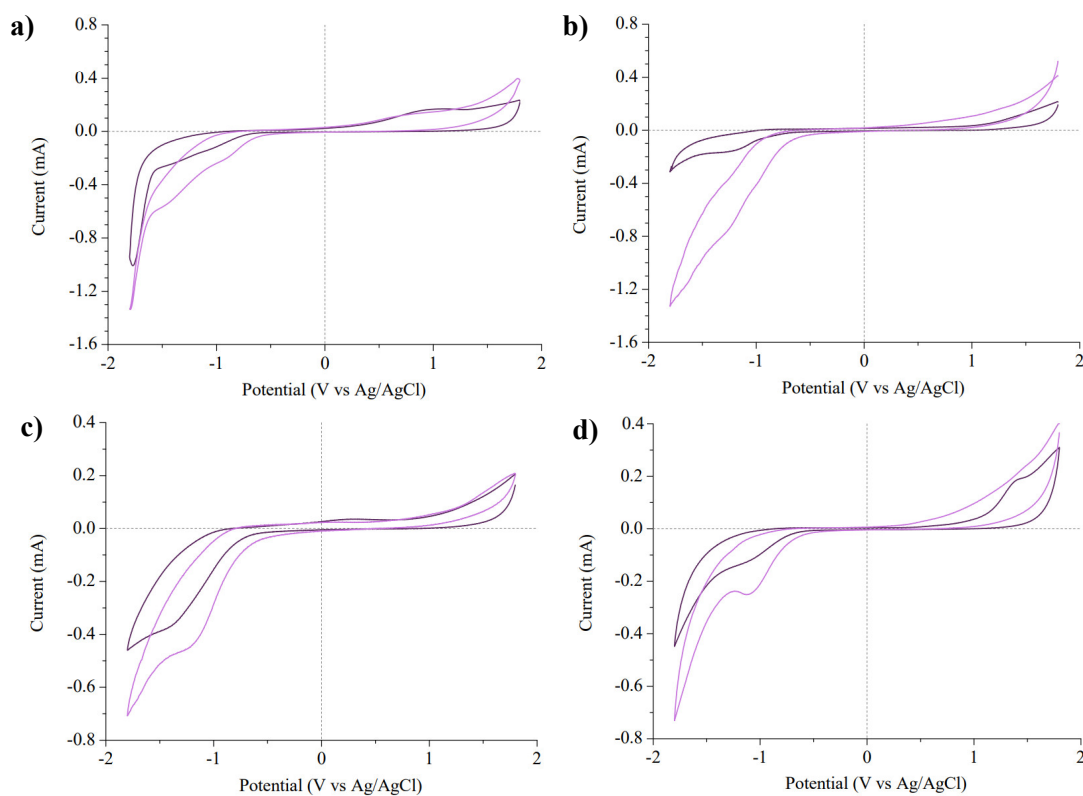 a)
0.8
0.4
0.0
-0.4
-0.8
-1.2
-1.6
Current (mA)
-2 -1 0 1 2
Potential (V vs Ag/AgCl)
b)
0.8
0.4
0.0
-0.4
-0.8
-1.2
-1.6
Current (mA)
-2 -1 0 1 2
Potential (V vs Ag/AgCl)
c)
0.4
0.2
0.0
-0.2
-0.4
-0.6
-0.8
Current (mA)
-2 -1 0 1 2
Potential (V vs Ag/AgCl)
d)
0.4
0.2
0.0
-0.2
-0.4
-0.6
-0.8
Current (mA)
-2 -1 0 1 2
Potential (V vs Ag/AgCl)